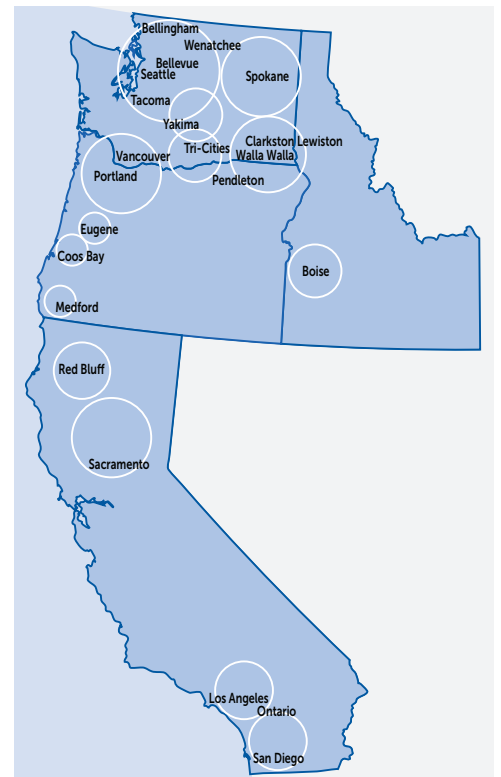 Bellingham
Wenatchee
Bellevue
Seattle
Spokane
Tacoma
Yakima
Clarkston Lewiston
Tri-Cities
Vancouver
Walla Walla
Portland
Pendleton
Eugene
Coos Bay
Boise
Medford
Red Bluff
Sacramento
Los Angeles
Ontario
San Diego